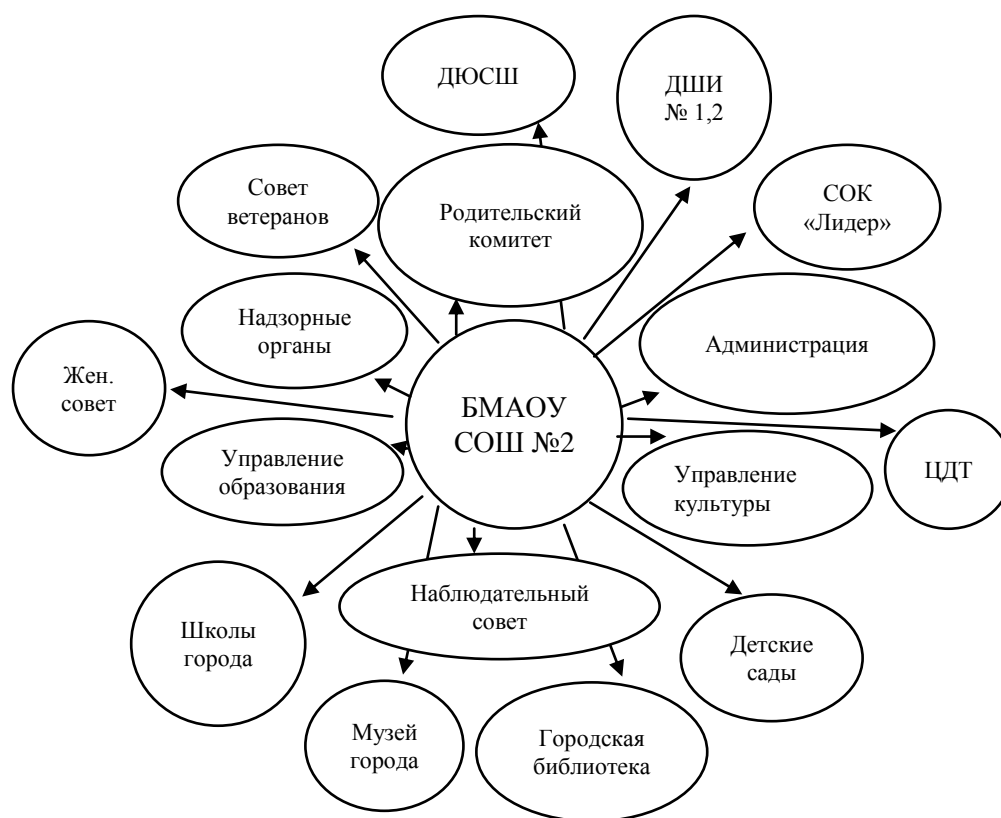 ДЮСШ
ДШИ
№ 1,2
Совет
ветеранов
Родительский
комитет
СОК
«Лидер»
Надзорные
органы
Администрация
Жен.
совет
БМАОУ
СОШ №2
Управление
образования
Управление
культуры
ЦДТ
Наблюдательный
совет
Школы
города
Детские
сады
Музей
города
Городская
библиотека